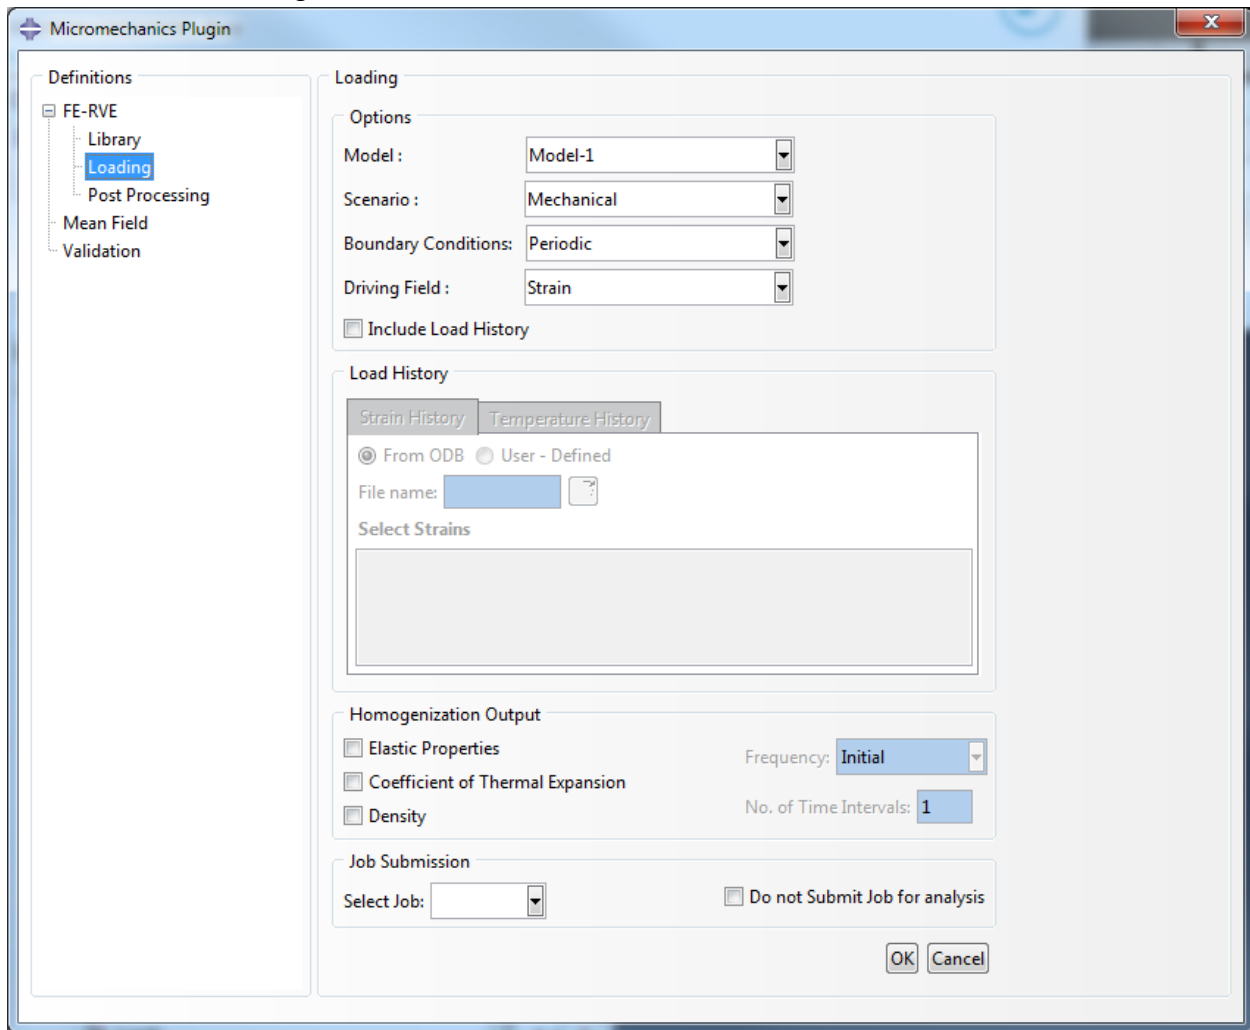 Micromechanics Plugin
Definitions
FE-RVE
Library
Loading
Post Processing
Mean Field
Validation
Loading
Options
Model :
Model-1
Scenario :
Mechanical
Boundary Conditions:
Periodic
Driving Field :
Strain
Include Load History
Load History
Strain History
Temperature History
From ODB
User - Defined
File name:
Select Strains
Homogenization Output
Elastic Properties
Coefficient of Thermal Expansion
Density
Frequency:
Initial
No. of Time Intervals:
1
Job Submission
Select Job:
Do not Submit Job for analysis
OK
Cancel